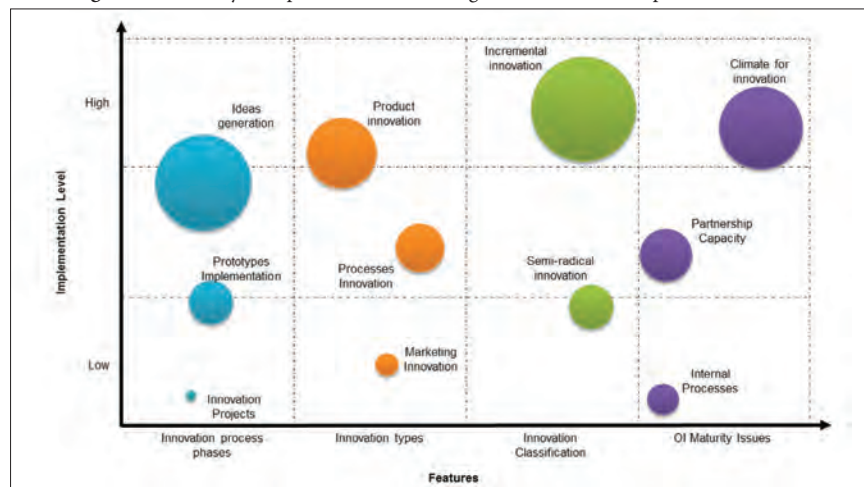 Incremental
innovation
Climate for
innovation
High
Ideas
generation
Product
innovation
Implementation Level
Partnership
Capacity
Prototypes
Implementation
Processes
Innovation
Semi-radical
innovation
Low
Marketing
Innovation
Internal
Processes
Innovation
Projects
Innovation process
phases
Innovation types
Innovation
Classification
OI Maturity Issues
Features